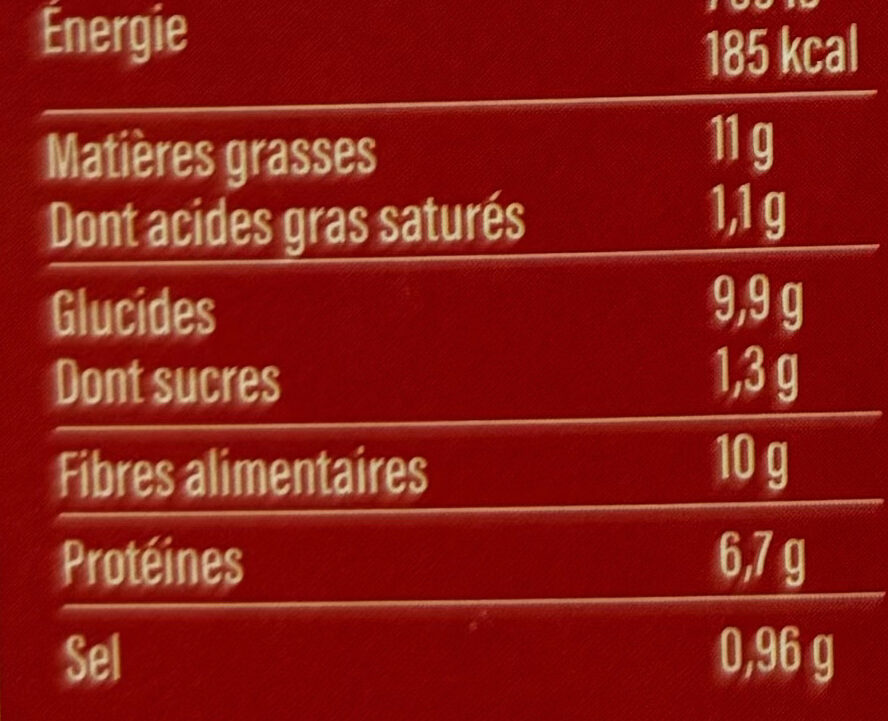 Énergie
185 kcal
Matières grasses 11 g
Dont acides gras saturés 1,1 g
Glucides 9,9 g
Dont sucres 1,3 g
Fibres alimentaires 10 g
Protéines 6,7 g
Sel 0,96 g